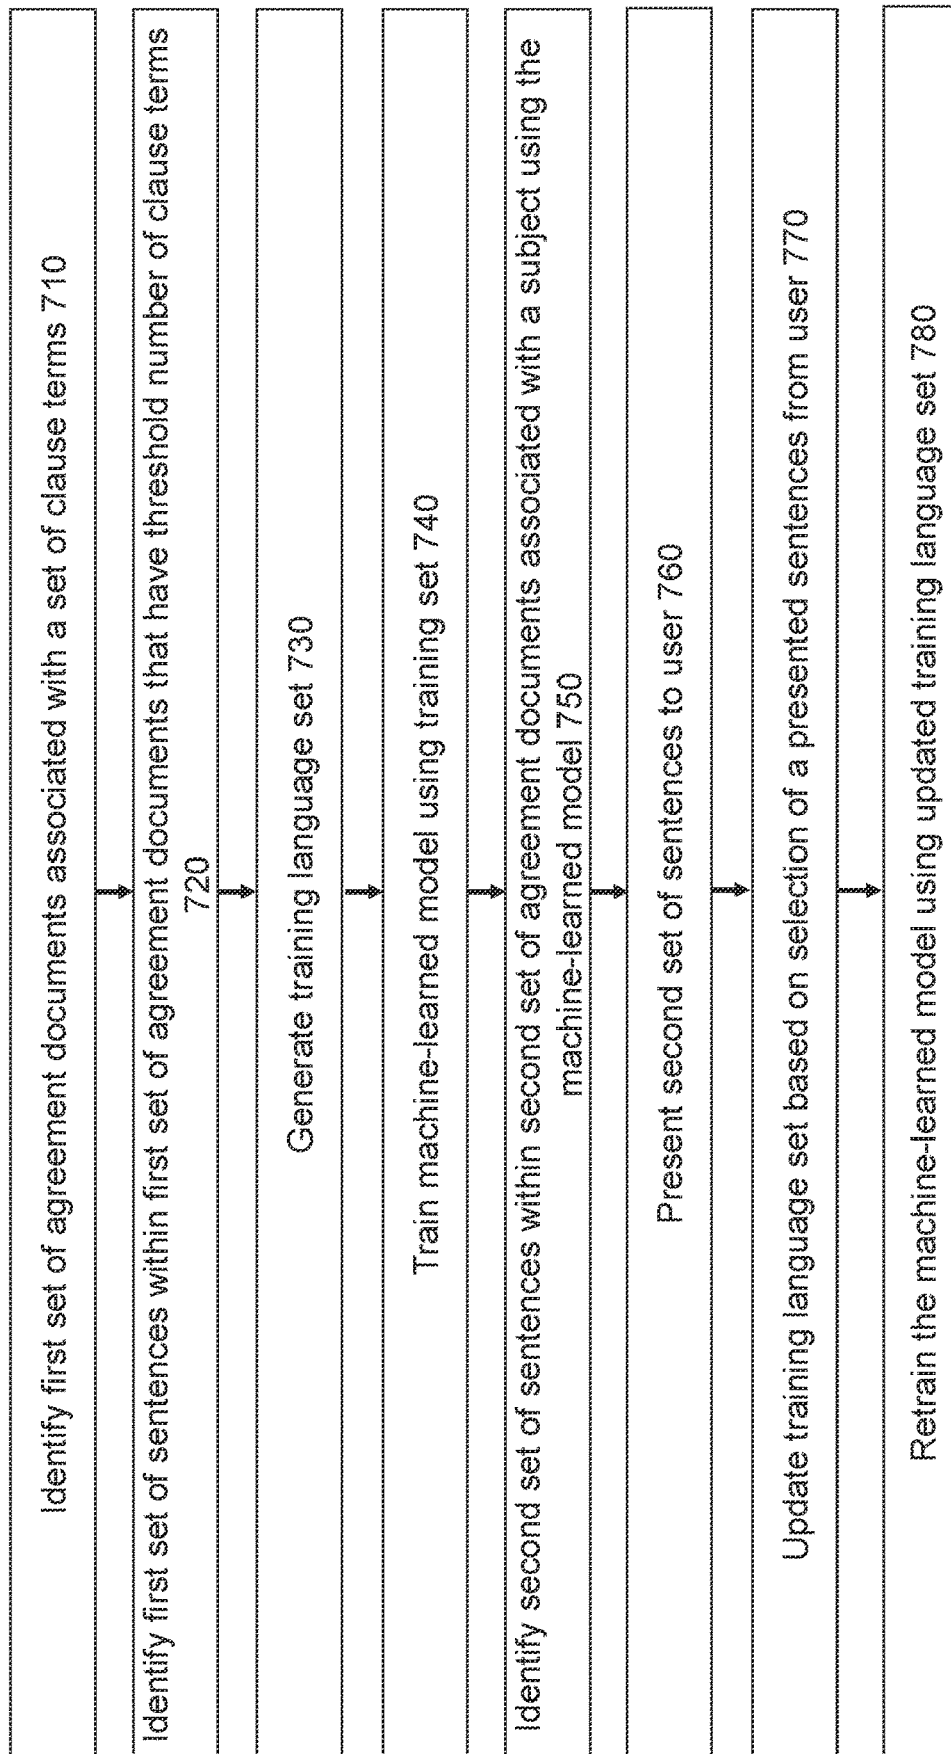 Identify first set of agreement documents associated with a set of clause terms 710
Identify first set of sentences within first set of agreement documents that have threshold number of clause terms
720
Generate training language set 730
Train machine-learned model using training set 740
Identify second set of sentences within second set of agreement documents associated with a subject using the
machine-learned model 750
Present second set of sentences to user 760
Update training language set based on selection of a presented sentences from user 770
Retrain the machine-learned model using updated training language set 780